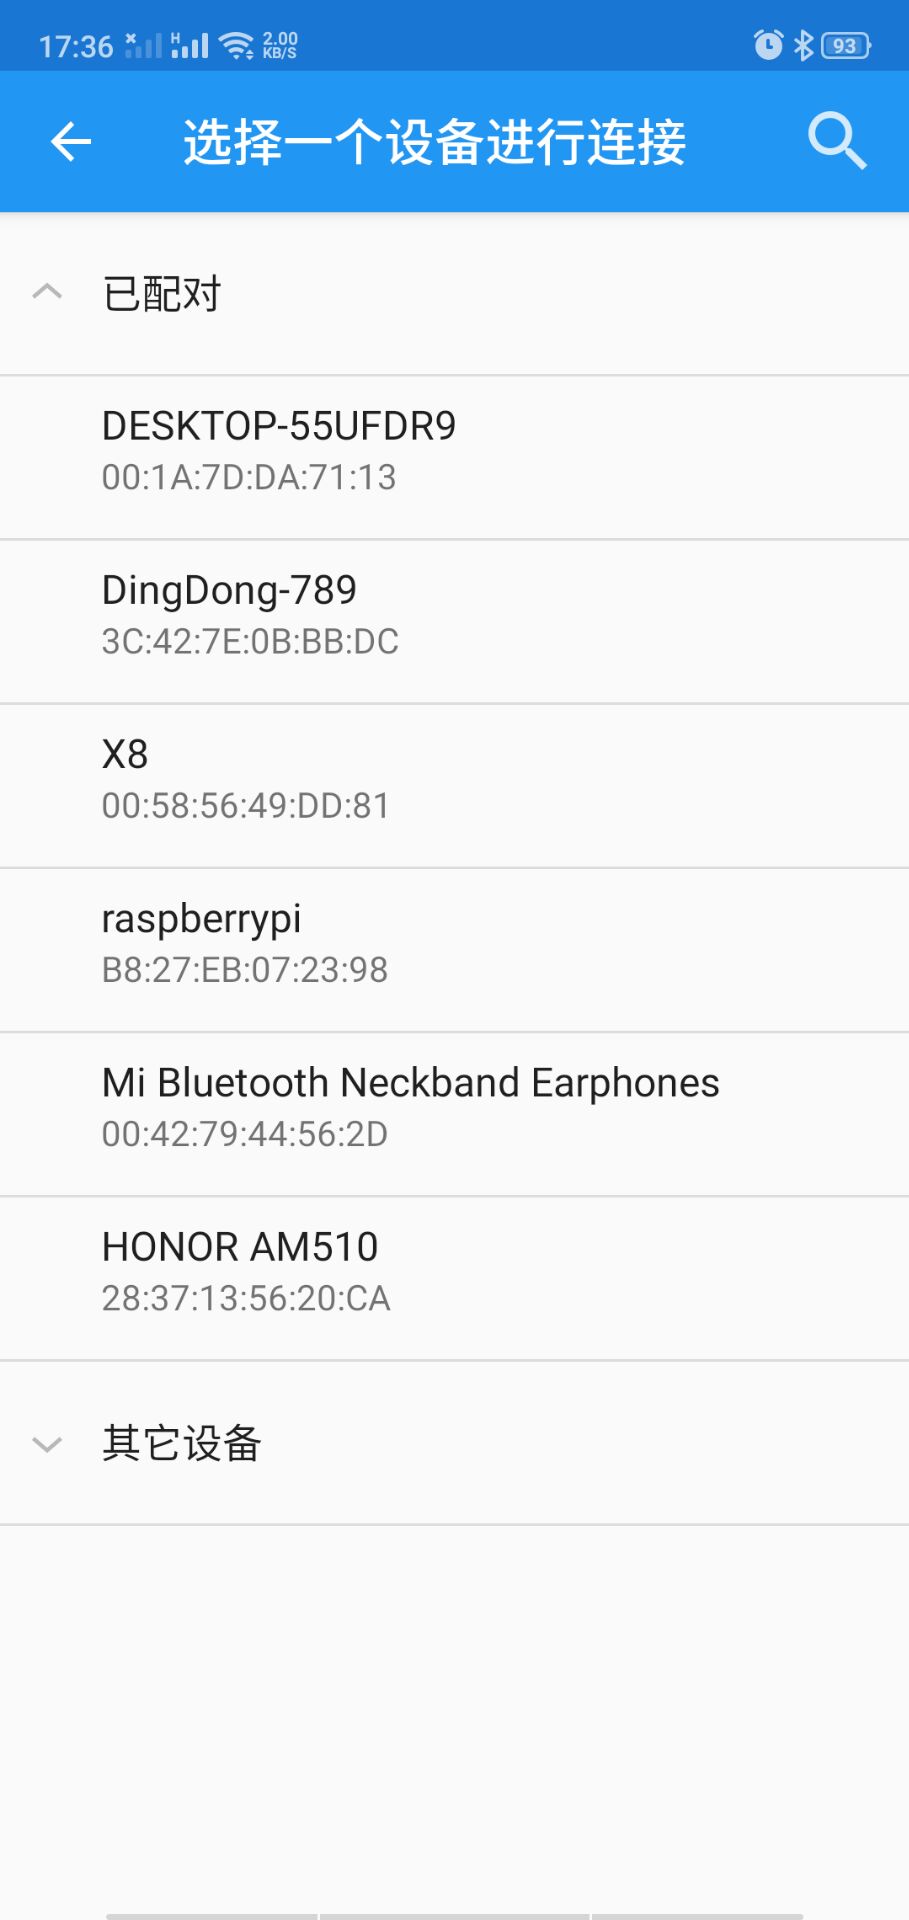 17:36 H 2.00 KB/S 93
选择一个设备进行连接
已配对
DESKTOP-55UFDR9
00:1A:7D:DA:71:13
DingDong-789
3C:42:7E:0B:BB:DC
X8
00:58:56:49:DD:81
raspberrypi
B8:27:EB:07:23:98
Mi Bluetooth Neckband Earphones
00:42:79:44:56:2D
HONOR AM510
28:37:13:56:20:CA
其它设备